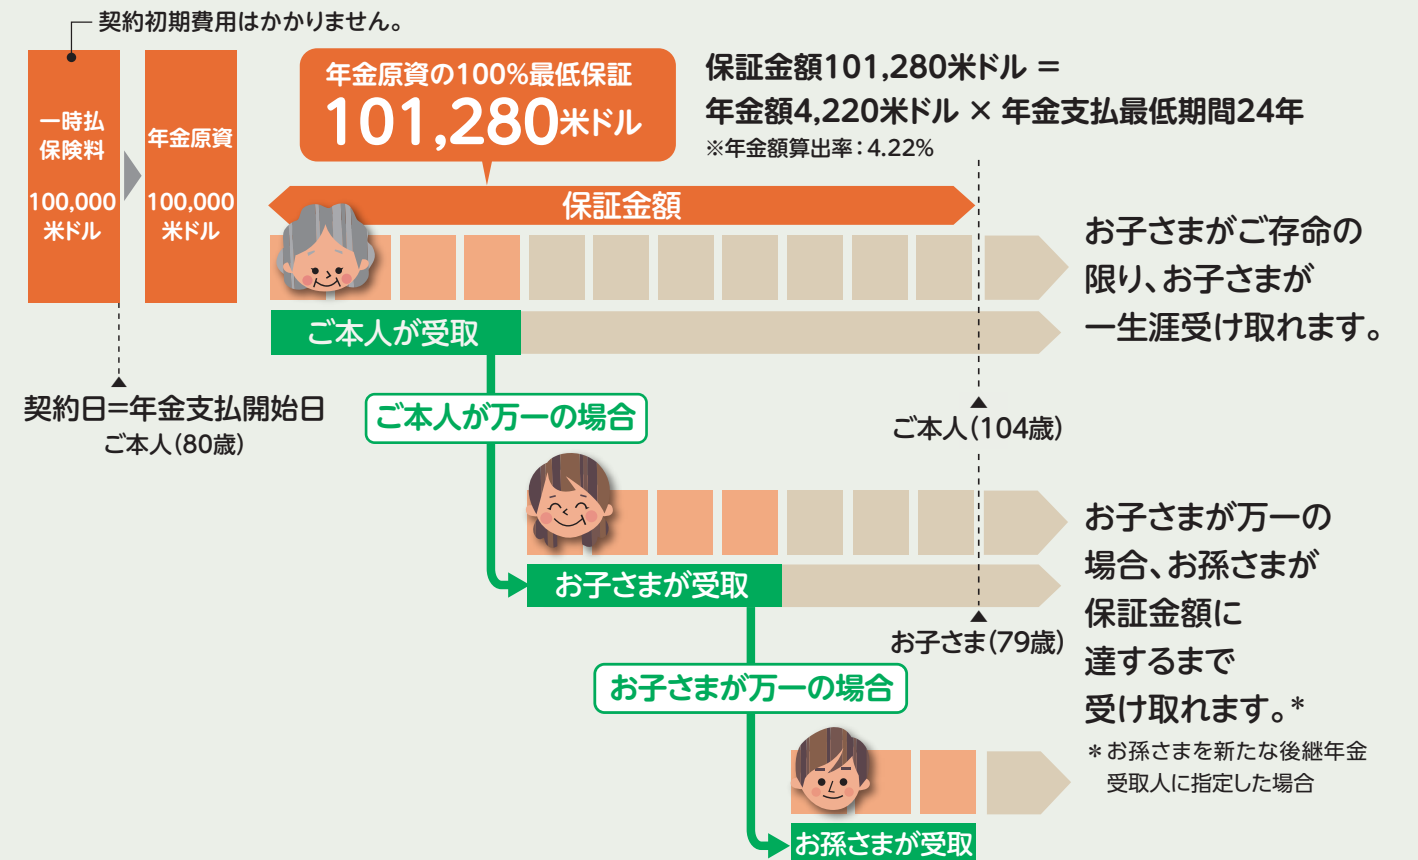 契約初期費用はかかりません。
一時払
保険料
100,000
米ドル
年金原資
100,000
米ドル
年金原資の100%最低保証
101,280米ドル
保証金額101,280米ドル =
年金額4,220米ドル × 年金支払最低期間24年
※年金額算出率：4.22%
保証金額
ご本人が受取
お子さまがご存命の
限り、お子さまが
一生涯受け取れます。
契約日=年金支払開始日
ご本人(80歳)
ご本人が万一の場合
ご本人(104歳)
お子さまが受取
お子さま(79歳)
お子さまが万一の
場合、お孫さまが
保証金額に
達するまで
受け取れます。*
*お孫さまを新たな後継年金
受取人に指定した場合
お子さまが万一の場合
お孫さまが受取